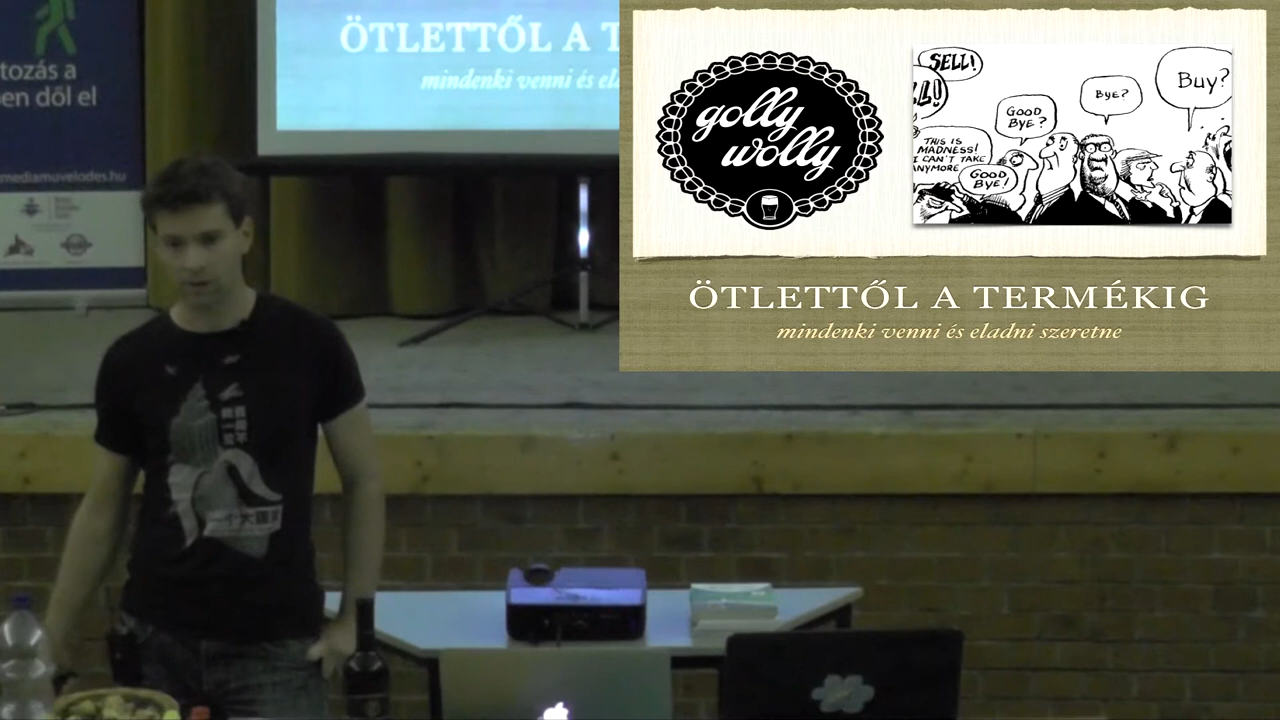 tozás a
en dől el
mediamuvelodes.hu
ÖTLETTŐL A T
mindenki venni és el
golly
wolly
SELL!
LL!
GOOD
BYE?
BYE?
Buy?
THIS IS
MADNESS!
I CAN'T TAKE
ANYMORE
GOOD
BYE!
ÖTLETTŐL A TERMÉKIG
mindenki venni és eladni szeretne